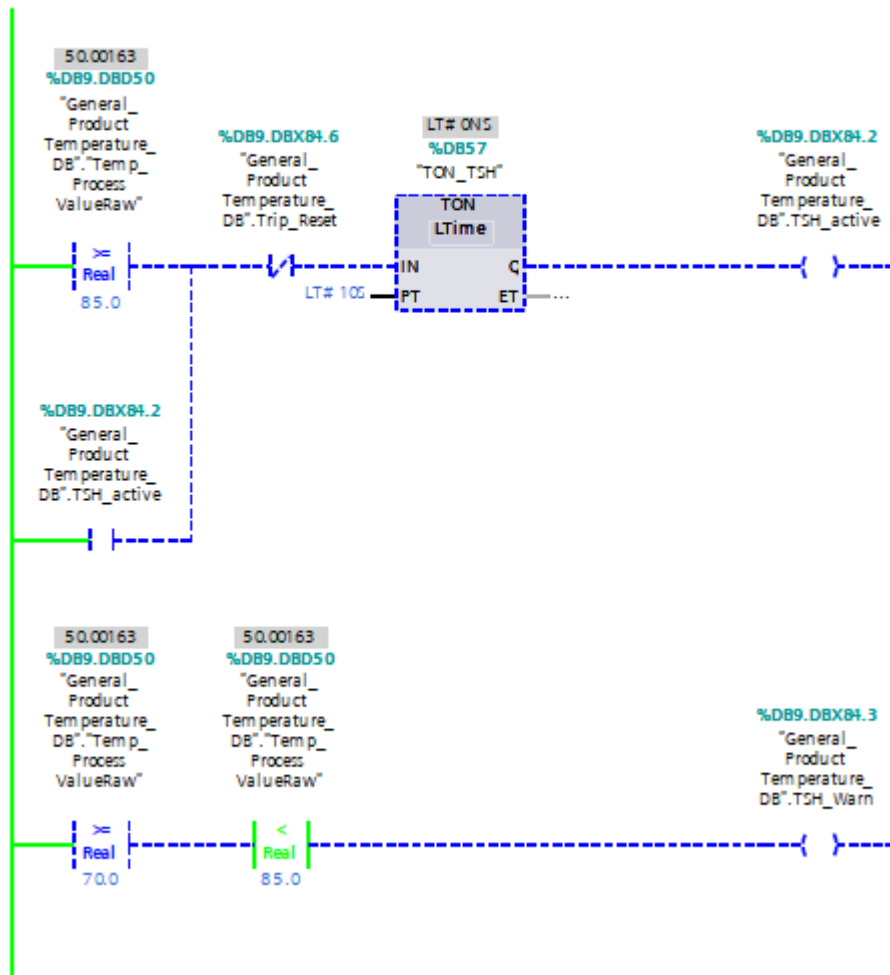 50.00163
%DB9.DBD50
"General_
Product
Temperature_
DB"."Temp_
Process
ValueRaw"
>=
Real
85.0
%DB9.DBX84.6
"General_
Product
Temperature_
DB".Trip_Reset
LT# 0NS
%DB57
"TON_TSH"
TON
LTime
IN
Q
LT# 10S
PT
ET
...
%DB9.DBX84.2
"General_
Product
Temperature_
DB".TSH_active
%DB9.DBX84.2
"General_
Product
Temperature_
DB".TSH_active
50.00163
%DB9.DBD50
"General_
Product
Temperature_
DB"."Temp_
Process
ValueRaw"
>=
Real
70.0
50.00163
%DB9.DBD50
"General_
Product
Temperature_
DB"."Temp_
Process
ValueRaw"
<
Real
85.0
%DB9.DBX84.3
"General_
Product
Temperature_
DB".TSH_Warn